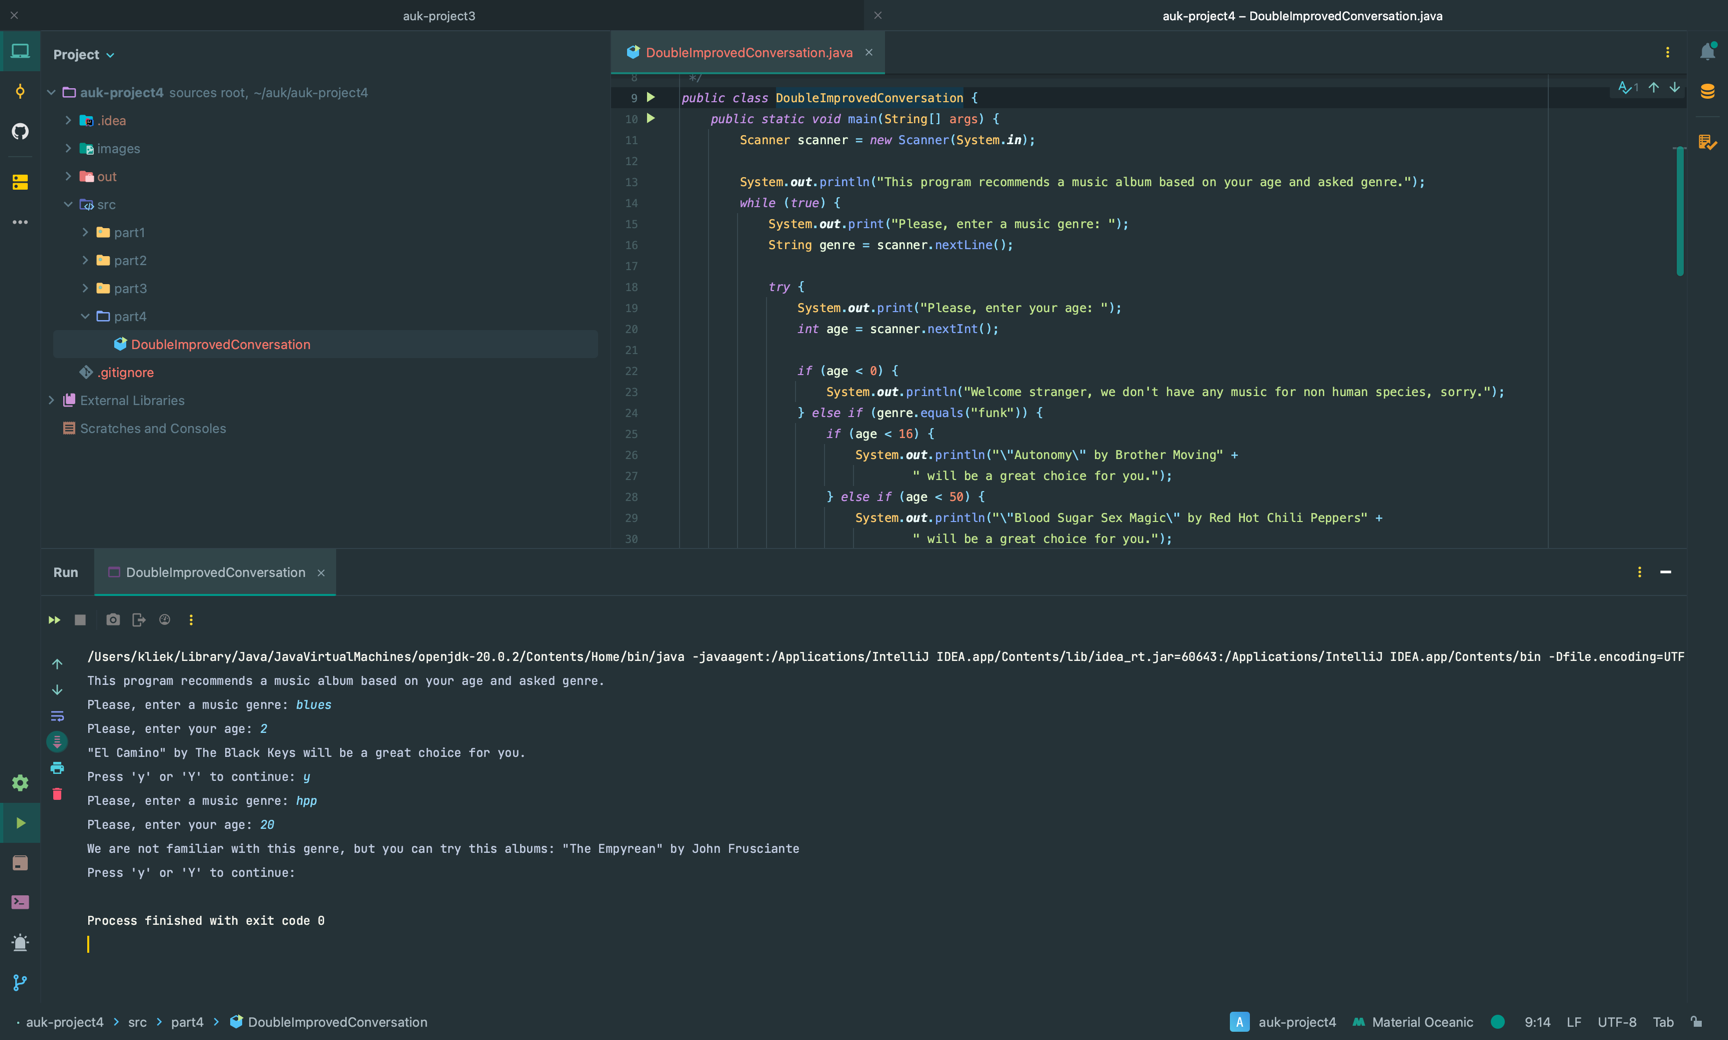 auk-project3
auk-project4 – DoubleImprovedConversation.java
Project
auk-project4 sources root, ~/auk/auk-project4
.idea
images
out
src
part1
part2
part3
part4
DoubleImprovedConversation
.gitignore
External Libraries
Scratches and Consoles
DoubleImprovedConversation.java
1
8 */
9 public class DoubleImprovedConversation {
10 public static void main(String[] args) {
11 Scanner scanner = new Scanner(System.in);
12
13 System.out.println("This program recommends a music album based on your age and asked genre.");
14 while (true) {
15 System.out.print("Please, enter a music genre: ");
16 String genre = scanner.nextLine();
17
18 try {
19 System.out.print("Please, enter your age: ");
20 int age = scanner.nextInt();
21
22 if (age < 0) {
23 System.out.println("Welcome stranger, we don't have any music for non human species, sorry.");
24 } else if (genre.equals("funk")) {
25 if (age < 16) {
26 System.out.println("\"Autonomy\" by Brother Moving" +
27 " will be a great choice for you.");
28 } else if (age < 50) {
29 System.out.println("\"Blood Sugar Sex Magic\" by Red Hot Chili Peppers" +
30 " will be a great choice for you.");
Run
DoubleImprovedConversation
/Users/kliek/Library/Java/JavaVirtualMachines/openjdk-20.0.2/Contents/Home/bin/java -javaagent:/Applications/IntelliJ IDEA.app/Contents/lib/idea_rt.jar=60643:/Applications/IntelliJ IDEA.app/Contents/bin -Dfile.encoding=UTF
This program recommends a music album based on your age and asked genre.
Please, enter a music genre: blues
Please, enter your age: 2
"El Camino" by The Black Keys will be a great choice for you.
Press 'y' or 'Y' to continue: y
Please, enter a music genre: hpp
Please, enter your age: 20
We are not familiar with this genre, but you can try this albums: "The Empyrean" by John Frusciante
Press 'y' or 'Y' to continue:
Process finished with exit code 0
auk-project4 > src > part4 > DoubleImprovedConversation
A auk-project4
Material Oceanic
9:14
LF
UTF-8
Tab